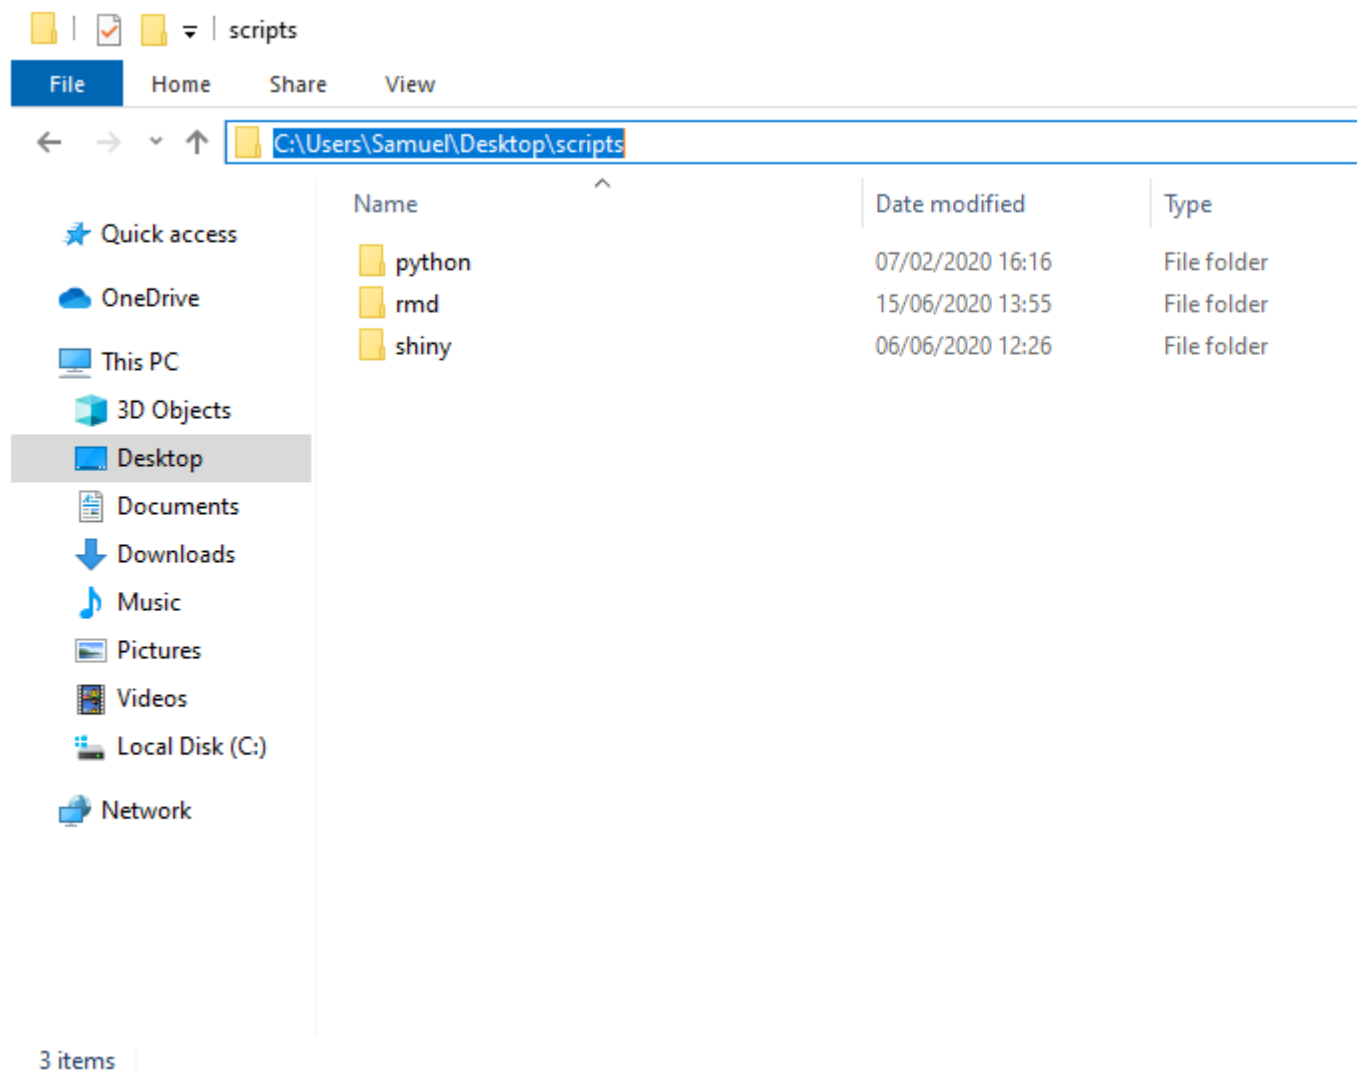 scripts
File Home Share View
C:\Users\Samuel\Desktop\scripts
Name Date modified Type
Quick access
OneDrive
This PC
3D Objects
Desktop
Documents
Downloads
Music
Pictures
Videos
Local Disk (C:)
Network
python 07/02/2020 16:16 File folder
rmd 15/06/2020 13:55 File folder
shiny 06/06/2020 12:26 File folder
3 items